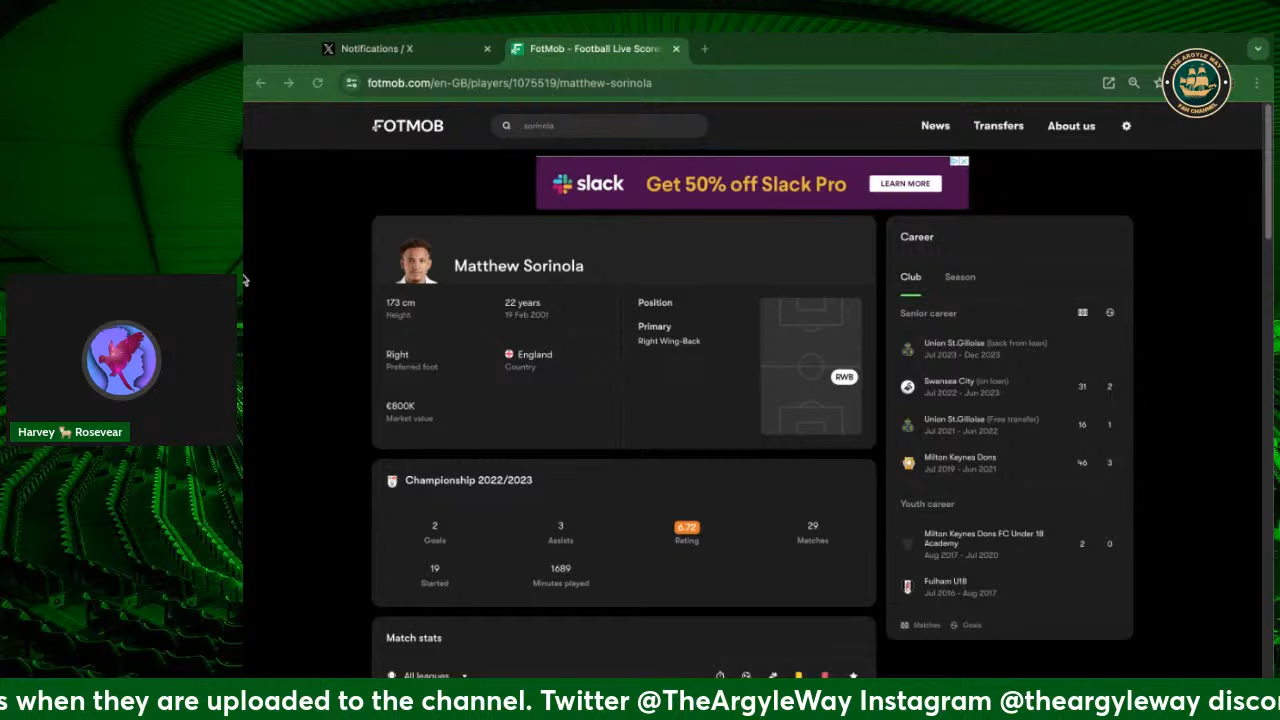 Notifications / X
FotMob - Football Live Score
fotmob.com/en-GB/players/1075519/matthew-sorinola
THE ARGYLE WAY
FAN CHANNEL
FOTMOB
sorinola
News
Transfers
About us
slack
Get 50% off Slack Pro
LEARN MORE
Matthew Sorinola
173 cm
Height
22 years
19 Feb 2001
Right
Preferred foot
England
Country
€800K
Market value
Position
Primary
Right Wing-Back
RWB
Career
Club
Season
Senior career
Union St.Gilloise (back from loan)
Jul 2023 - Dec 2023
Swansea City (on loan)
Jul 2022 - Jun 2023
31
2
Union St.Gilloise (Free transfer)
Jul 2021 - Jun 2022
16
1
Milton Keynes Dons
Jul 2019 - Jun 2021
46
3
Youth career
Milton Keynes Dons FC Under 18
Academy
Aug 2017 - Jul 2020
2
0
Fulham U18
Jul 2016 - Aug 2017
Matches
Goals
Championship 2022/2023
2
Goals
3
Assists
6.72
Rating
29
Matches
19
Started
1689
Minutes played
Match stats
All leagues
Harvey 🐂 Rosevear
s when they are uploaded to the channel. Twitter @TheArgyleWay Instagram @theargyleway disco